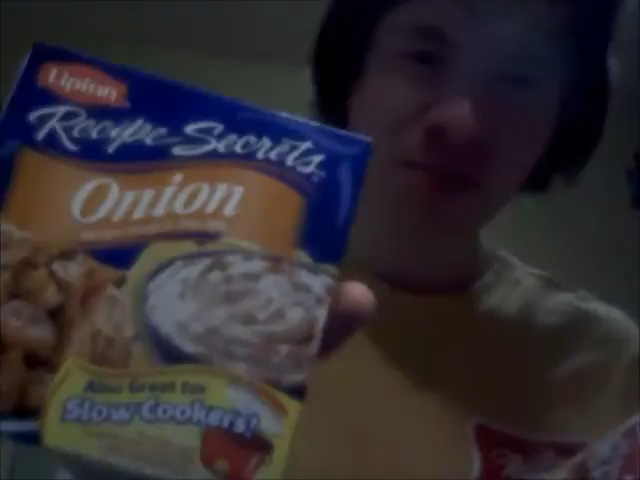 Lipton
Recipe Secrets
Onion
Also Great for
Slow Cookers!